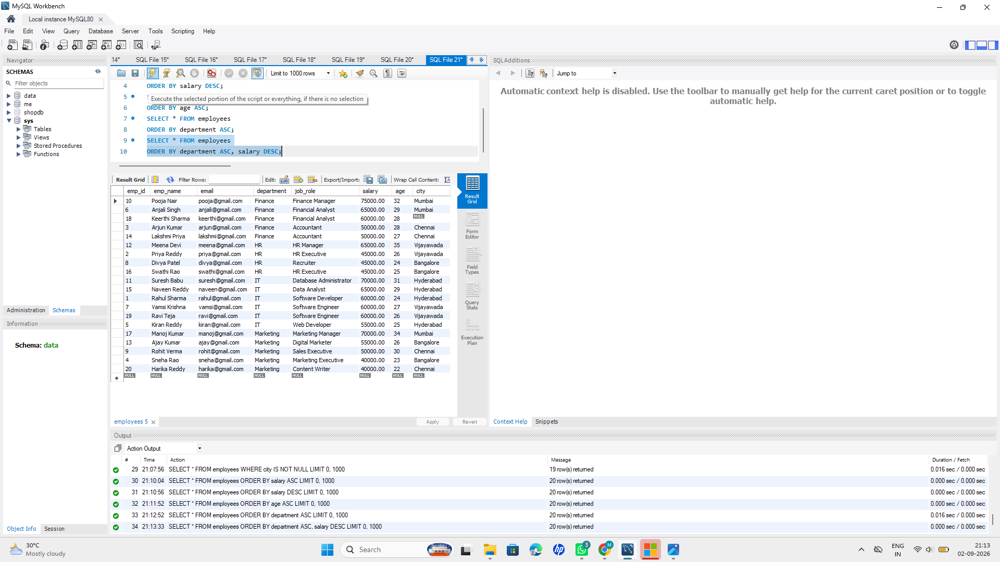 MySQL Workbench
Local instance MySQL80
File Edit View Query Database Server Tools Scripting Help
Navigator
SCHEMAS
Filter objects
data
me
shopdb
sys
Tables
Views
Stored Procedures
Functions
Administration Schemas
Information
Schema: data
Object Info Session
14* SQL File 15* SQL File 16* SQL File 17* SQL File 18* SQL File 19* SQL File 20* SQL File 21*
Limit to 1000 rows
4 ORDER BY salary DESC;
5
Execute the selected portion of the script or everything, if there is no selection
6 ORDER BY age ASC;
7 SELECT * FROM employees
8 ORDER BY department ASC;
9 SELECT * FROM employees
10 ORDER BY department ASC, salary DESC;
Result Grid Filter Rows: Edit: Export/Import: Wrap Cell Content:
emp_id emp_name email department job_role salary age city
10 Pooja Nair pooja@gmail.com Finance Finance Manager 75000.00 32 Mumbai
6 Anjali Singh anjali@gmail.com Finance Financial Analyst 65000.00 29 Mumbai
18 Keerthi Sharma keerthi@gmail.com Finance Financial Analyst 60000.00 28 NULL
3 Arjun Kumar arjun@gmail.com Finance Accountant 50000.00 28 Chennai
14 Lakshmi Priya lakshmi@gmail.com Finance Accountant 50000.00 27 Chennai
12 Meena Devi meena@gmail.com HR HR Manager 65000.00 35 Vijayawada
2 Priya Reddy priya@gmail.com HR HR Executive 45000.00 26 Vijayawada
8 Divya Patel divya@gmail.com HR Recruiter 45000.00 24 Bangalore
16 Swathi Rao swathi@gmail.com HR HR Executive 45000.00 25 Bangalore
11 Suresh Babu suresh@gmail.com IT Database Administrator 70000.00 31 Hyderabad
15 Naveen Reddy naveen@gmail.com IT Data Analyst 65000.00 29 Hyderabad
1 Rahul Sharma rahul@gmail.com IT Software Developer 60000.00 24 Hyderabad
7 Vamsi Krishna vamsi@gmail.com IT Software Engineer 60000.00 27 Vijayawada
19 Ravi Teja ravi@gmail.com IT Software Engineer 60000.00 26 Vijayawada
5 Kiran Reddy kiran@gmail.com IT Web Developer 55000.00 25 Hyderabad
17 Manoj Kumar manoj@gmail.com Marketing Marketing Manager 70000.00 34 Mumbai
13 Ajay Kumar ajay@gmail.com Marketing Digital Marketer 55000.00 26 Bangalore
9 Rohit Verma rohit@gmail.com Marketing Sales Executive 50000.00 30 Chennai
4 Sneha Rao sneha@gmail.com Marketing Marketing Executive 40000.00 23 Bangalore
20 Harika Reddy harika@gmail.com Marketing Content Writer 40000.00 22 Chennai
NULL NULL NULL NULL NULL NULL NULL NULL
Result
Grid
Form
Editor
Field
Types
Query
Stats
Execution
Plan
employees 5 Apply Revert
SQLAdditions
Jump to
Automatic context help is disabled. Use the toolbar to manually get help for the current caret position or to toggle
automatic help.
Context Help Snippets
Output
Action Output
# Time Action Message Duration / Fetch
29 21:07:56 SELECT * FROM employees WHERE city IS NOT NULL LIMIT 0, 1000 19 row(s) returned 0.016 sec / 0.000 sec
30 21:10:04 SELECT * FROM employees ORDER BY salary ASC LIMIT 0, 1000 20 row(s) returned 0.000 sec / 0.000 sec
31 21:10:56 SELECT * FROM employees ORDER BY salary DESC LIMIT 0, 1000 20 row(s) returned 0.000 sec / 0.000 sec
32 21:11:52 SELECT * FROM employees ORDER BY age ASC LIMIT 0, 1000 20 row(s) returned 0.000 sec / 0.000 sec
33 21:12:52 SELECT * FROM employees ORDER BY department ASC LIMIT 0, 1000 20 row(s) returned 0.016 sec / 0.000 sec
34 21:13:33 SELECT * FROM employees ORDER BY department ASC, salary DESC LIMIT 0, 1000 20 row(s) returned 0.000 sec / 0.000 sec
30°C
Mostly cloudy
Search
hp
3
M
ENG
IN
21:13
02-09-2026